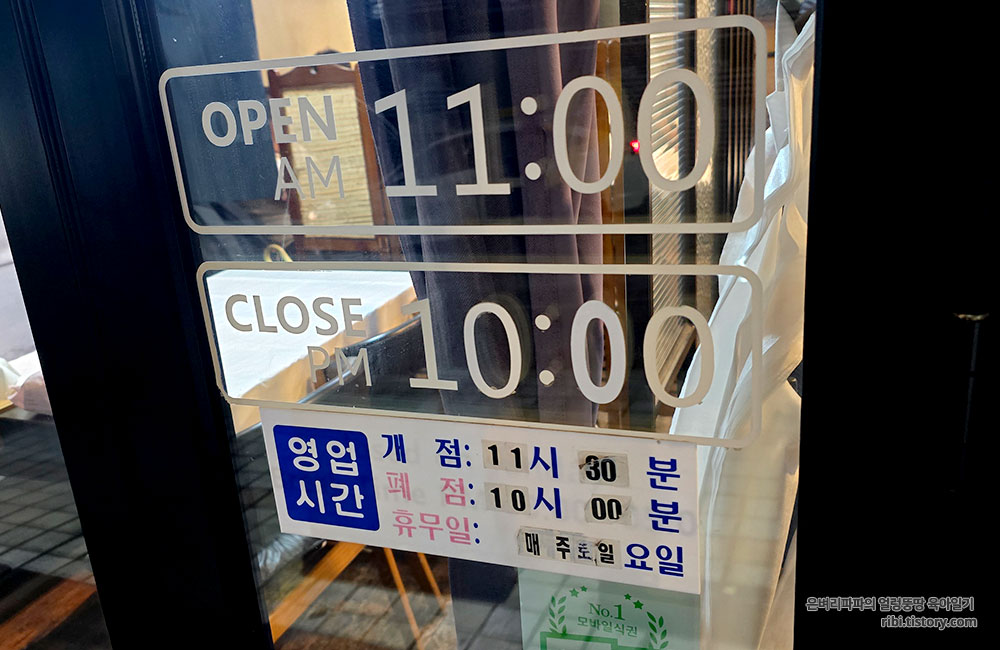 OPEN
AM
11:00
CLOSE
PM
10:00
영업
시간
개 점: 11시 30 분
폐 점: 10시 00 분
휴무일: 매 주 토 일 요일
No.1
모바일식권
은벼리파파의 얼렁뚱땅 육아일기
ribi.tistory.com